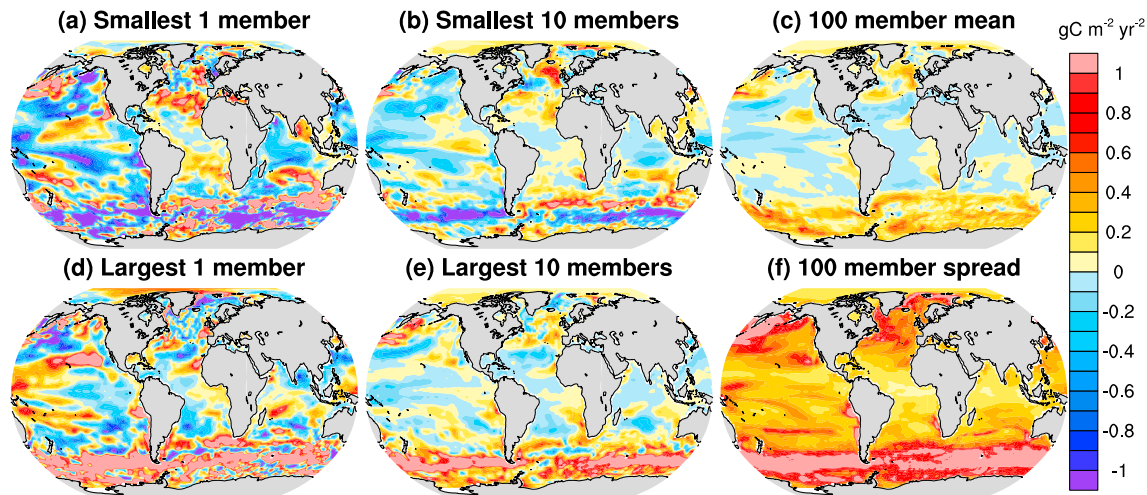 (a) Smallest 1 member
(b) Smallest 10 members
(c) 100 member mean
gC m-2 yr-2
1
0.8
0.6
0.4
0.2
0
-0.2
-0.4
-0.6
-0.8
-1
(d) Largest 1 member
(e) Largest 10 members
(f) 100 member spread